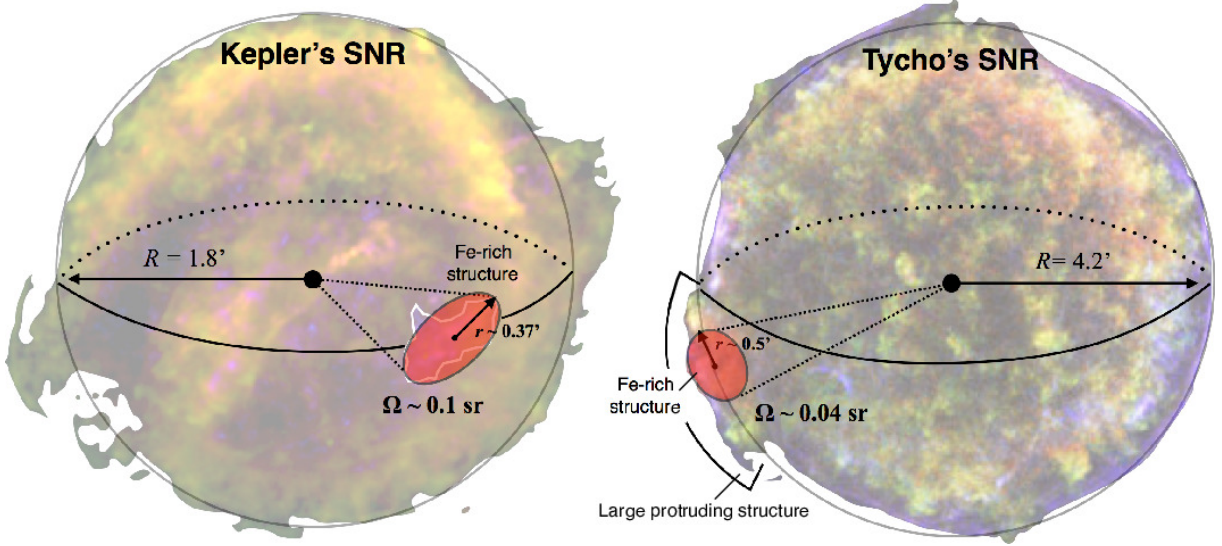 Kepler's SNR
R = 1.8'
Fe-rich
structure
r ~ 0.37'
Ω ~ 0.1 sr
Tycho's SNR
R= 4.2'
r ~ 0.5'
Fe-rich
structure
Ω ~ 0.04 sr
Large protruding structure